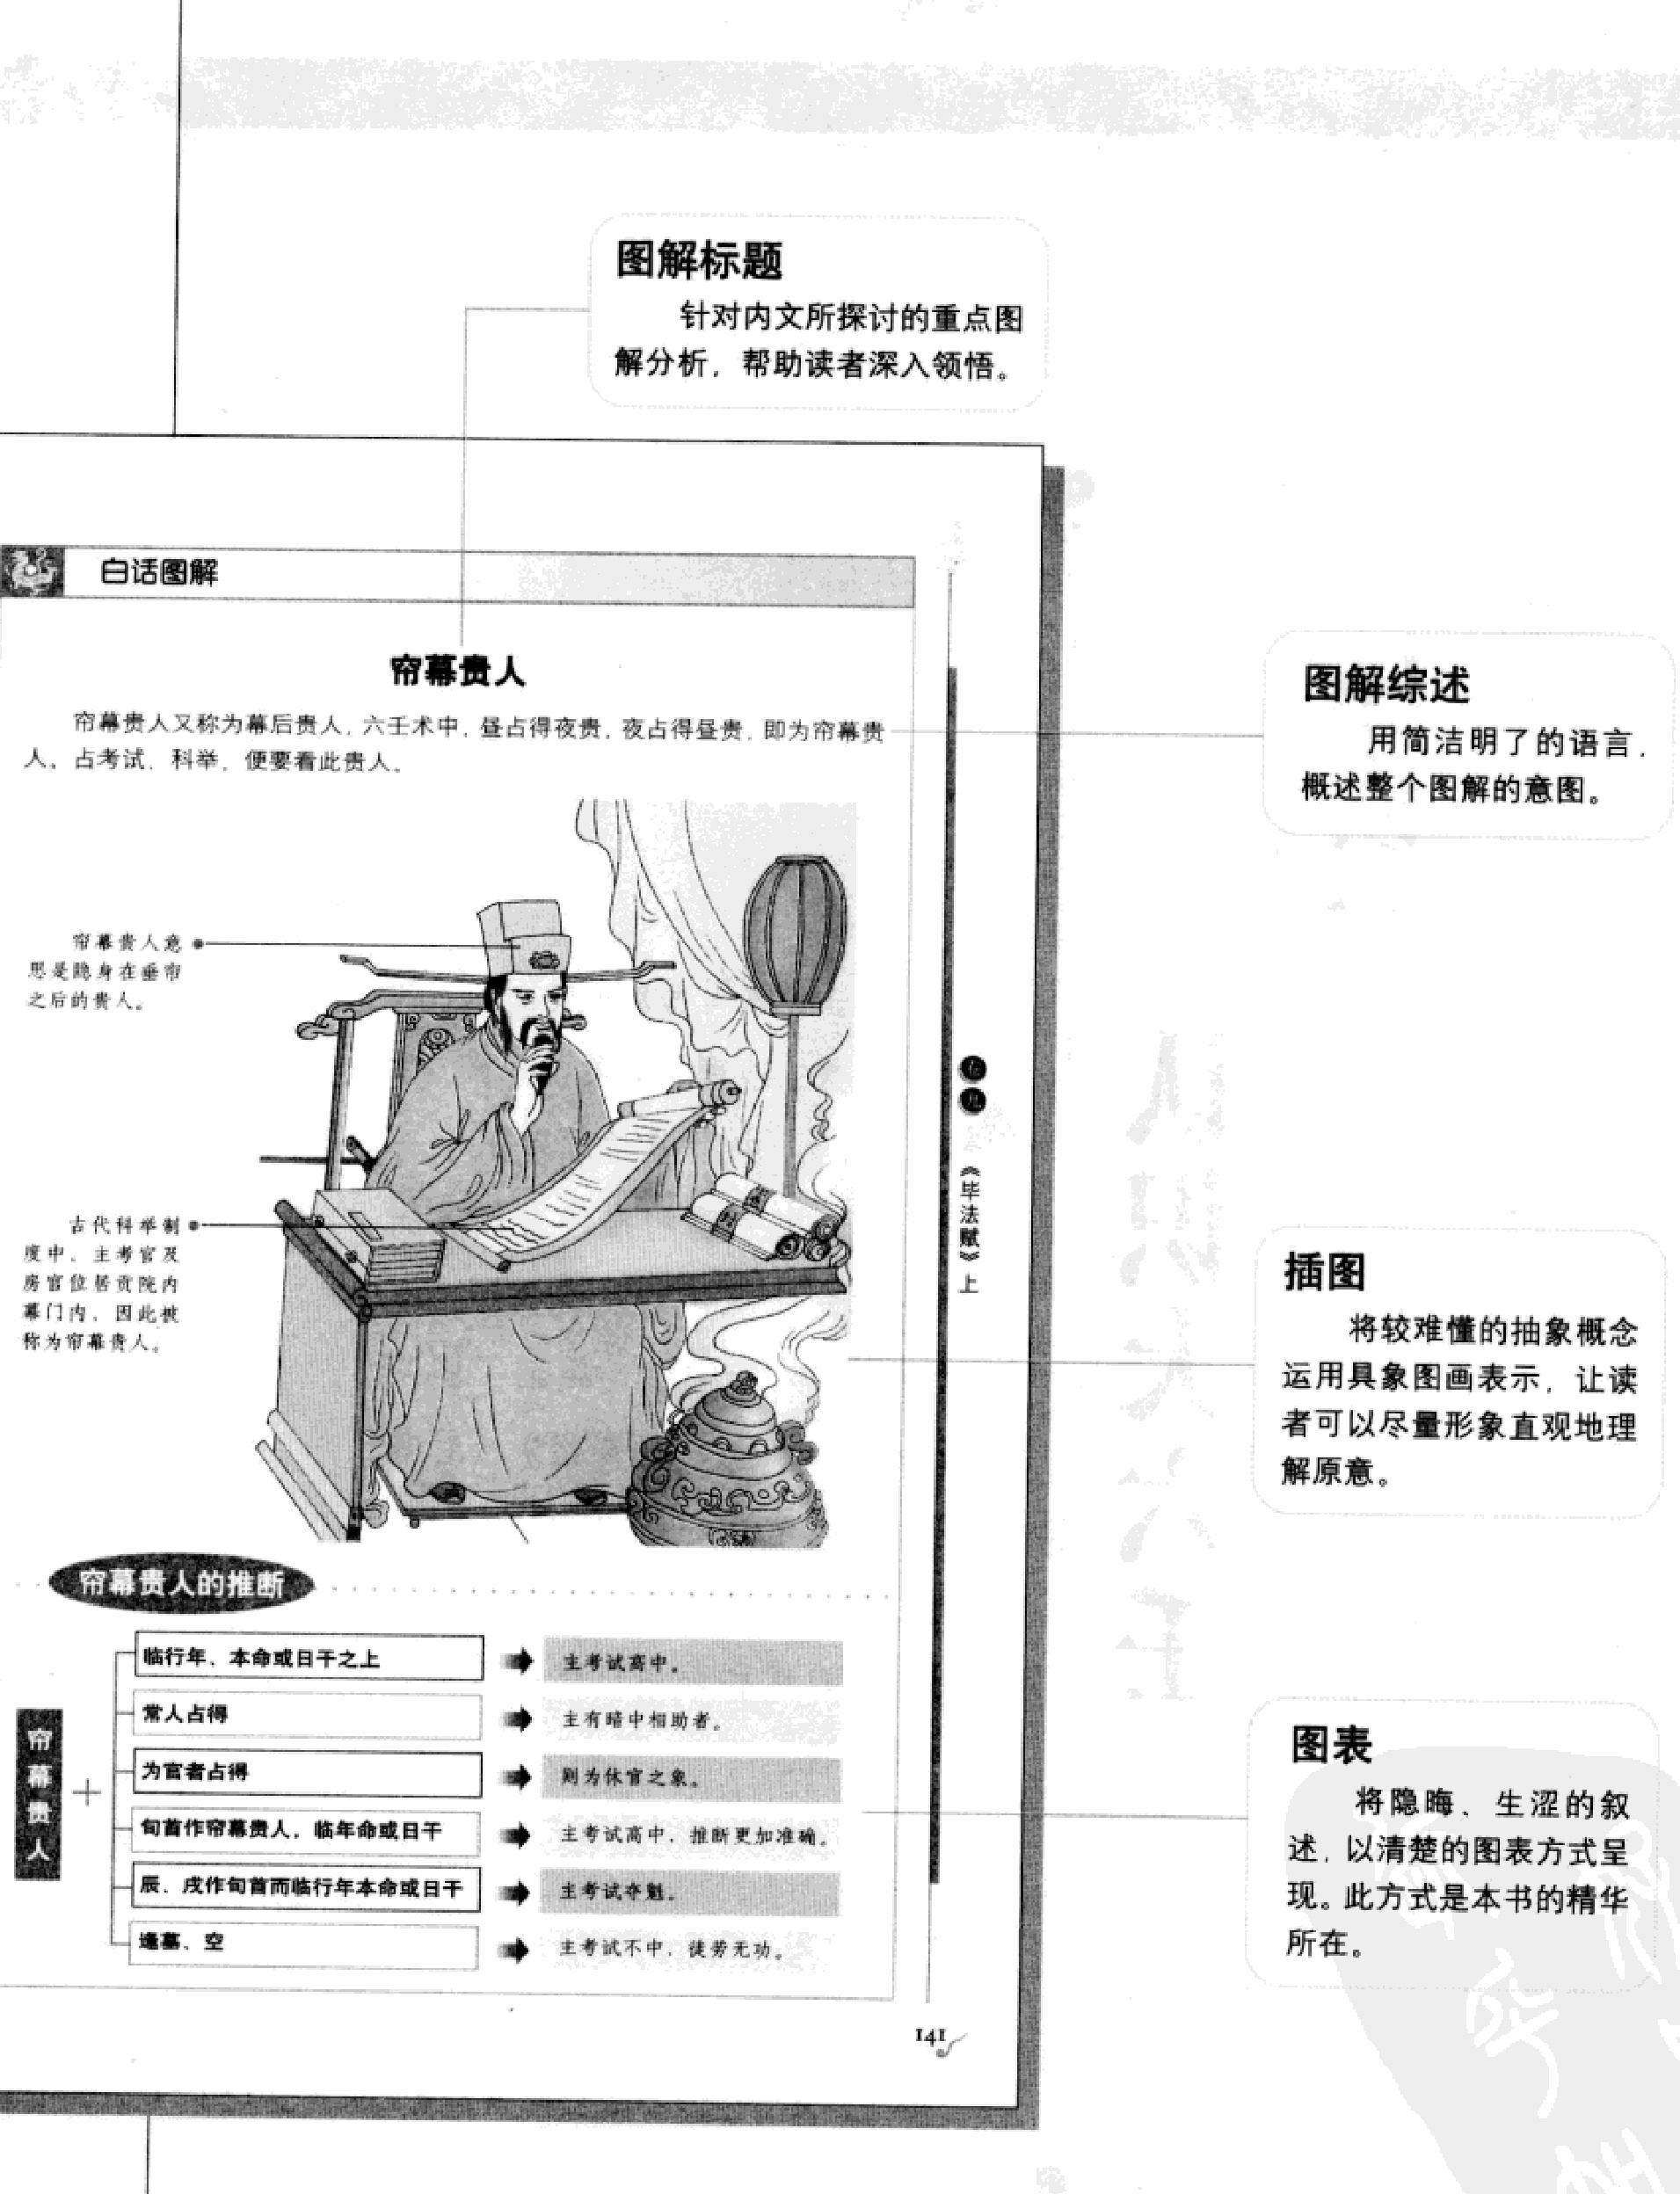 图解标题
针对内文所探讨的重点图
解分析，帮助读者深入领悟。
白话图解
帘幕贵人
帘幕贵人又称为幕后贵人，六壬术中，昼占得夜贵，夜占得昼贵，即为帘幕贵
人。占考试、科举，便要看此贵人。
图解综述
用简洁明了的语言，
概述整个图解的意图。
帘幕贵人意
思是隐身在垂帘
之后的贵人。
古代科举制
度中，主考官及
房官位居贡院内
幕门内，因此被
称为帘幕贵人。
《毕法赋》上
插图
将较难懂的抽象概念
运用具象图画表示，让读
者可以尽量形象直观地理
解原意。
帘幕贵人的推断
帘幕贵人
+
临行年、本命或日干之上
主考试高中。
常人占得
主有暗中相助者。
为官者占得
则为休官之象。
旬首作帘幕贵人，临年命或日干
主考试高中，推断更加准确。
辰、戌作旬首而临行年本命或日干
主考试夺魁。
逢墓、空
主考试不中，徒劳无功。
图表
将隐晦、生涩的叙
述，以清楚的图表方式呈
现。此方式是本书的精华
所在。
141